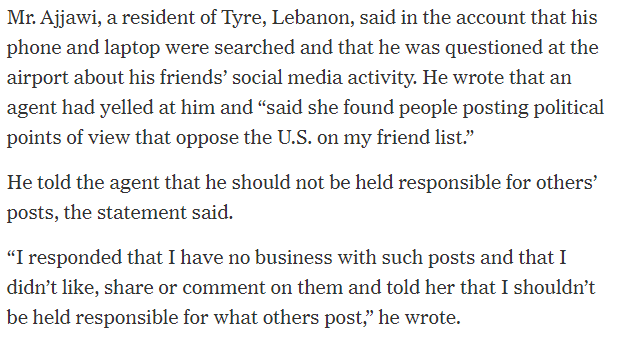 Mr. Ajjawi, a resident of Tyre, Lebanon, said in the account that his
phone and laptop were searched and that he was questioned at the
airport about his friends’ social media activity. He wrote that an
agent had yelled at him and “said she found people posting political
points of view that oppose the U.S. on my friend list.”
He told the agent that he should not be held responsible for others’
posts, the statement said.
“I responded that I have no business with such posts and that I
didn’t like, share or comment on them and told her that I shouldn’t
be held responsible for what others post,” he wrote.